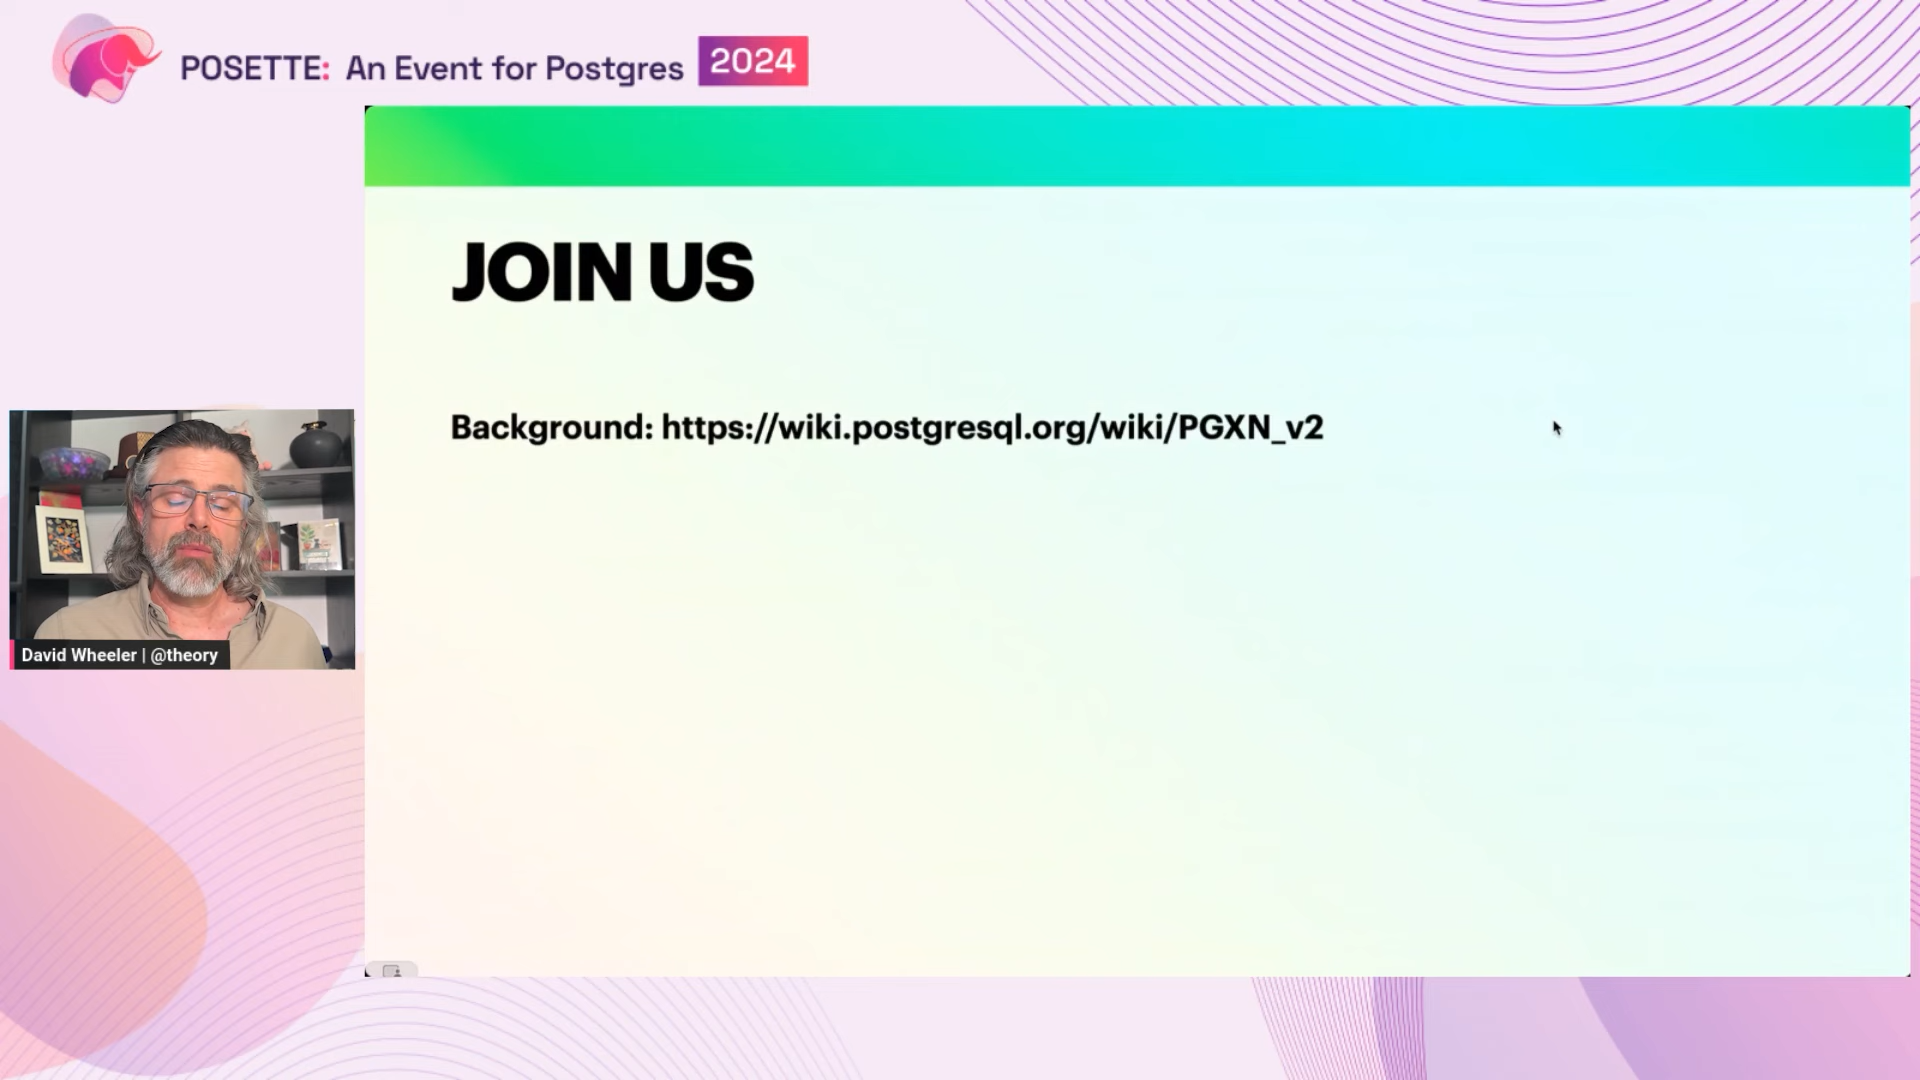 POSETTE: An Event for Postgres 2024
JOIN US
Background: https://wiki.postgresql.org/wiki/PGXN_v2
David Wheeler | @theory